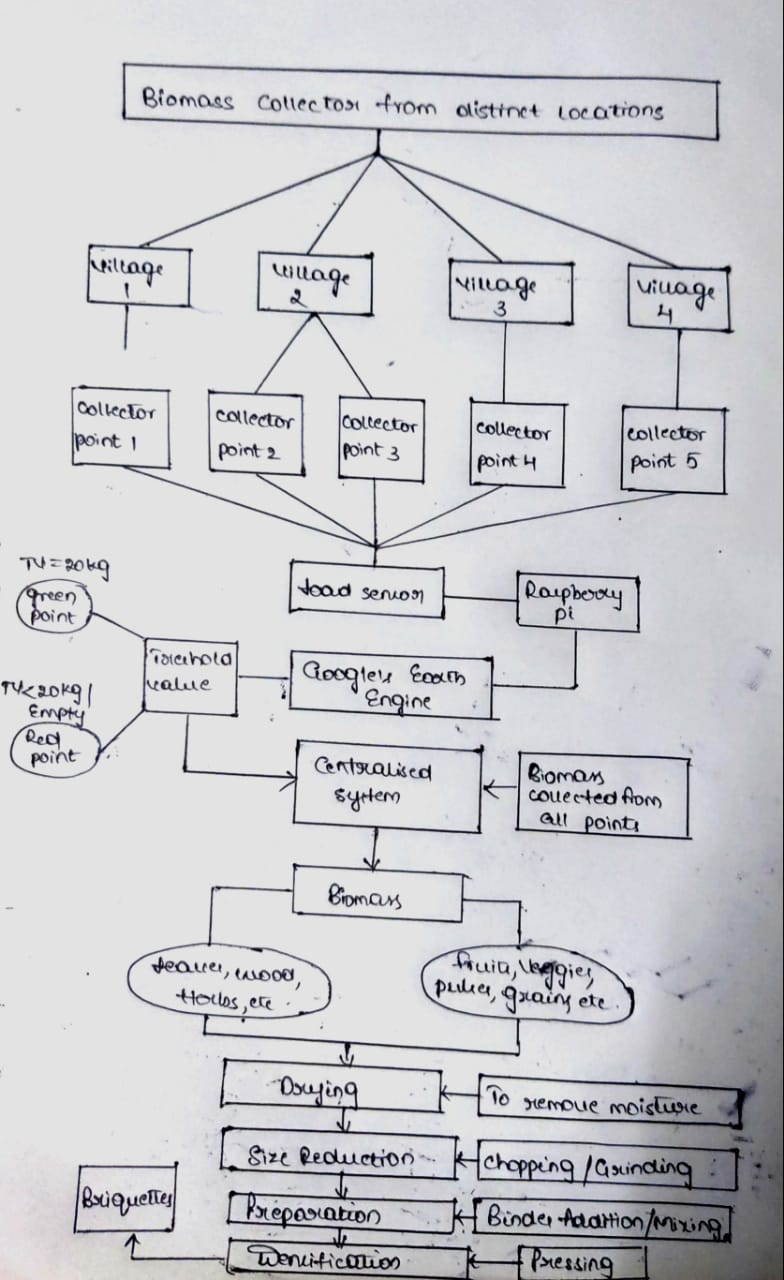 Biomass Collector from distinct locations
Village
1
Village
2
Village
3
Village
4
Collector
point 1
collector
point 2
collector
point 3
collector
point 4
collector
point 5
TV=20kg
green
point
load sensor
Raspberry
pi
Threshold
value
Google's Earth
Engine
TV<20kg/
Empty
Red
point
Centralised
system
Biomass
collected from
all points
Biomass
leaves, wood,
Herbs, etc
fruits, Veggies,
pulses, grains etc.
Drying
To remove moisture
Size Reduction
Chopping/Grinding
Briquettes
Preparation
Binder Addition/Mixing
Densification
Pressing